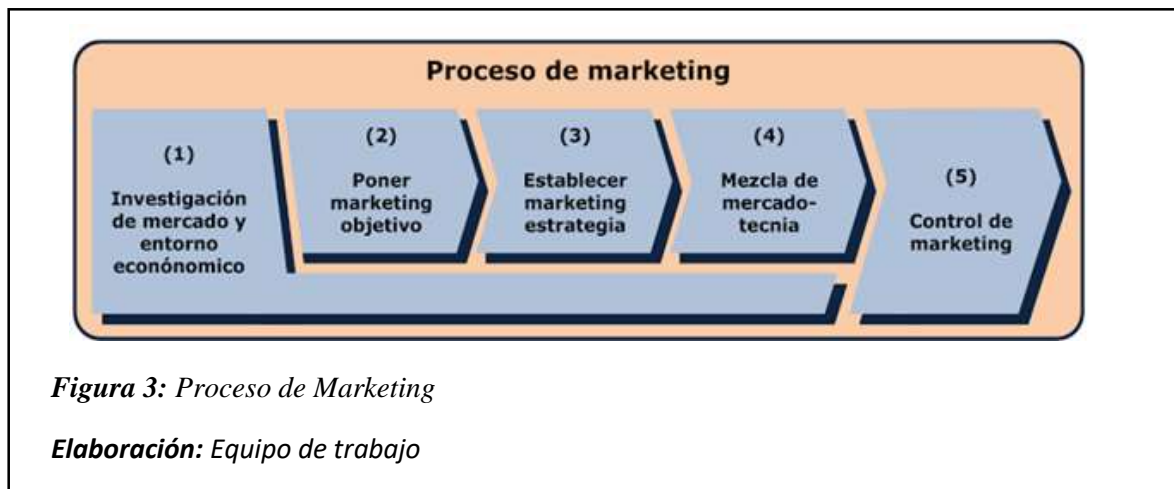 Proceso de marketing
(1)
Investigación
de mercado y
entorno
econónomico
(2)
Poner
marketing
objetivo
(3)
Establecer
marketing
estrategia
(4)
Mezcla de
mercado-
tecnia
(5)
Control de
marketing
Figura 3: Proceso de Marketing
Elaboración: Equipo de trabajo